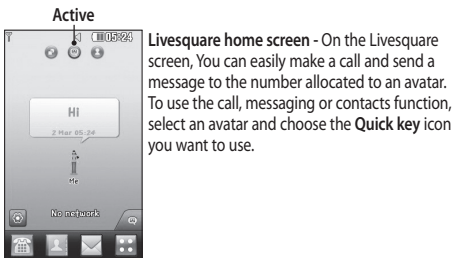 Active
05:24
Livesquare home screen - On the Livesquare
screen, You can easily make a call and send a
message to the number allocated to an avatar.
To use the call, messaging or contacts function,
select an avatar and choose the Quick key icon
you want to use.
Hi
2 Mar 05:24
Me
No network